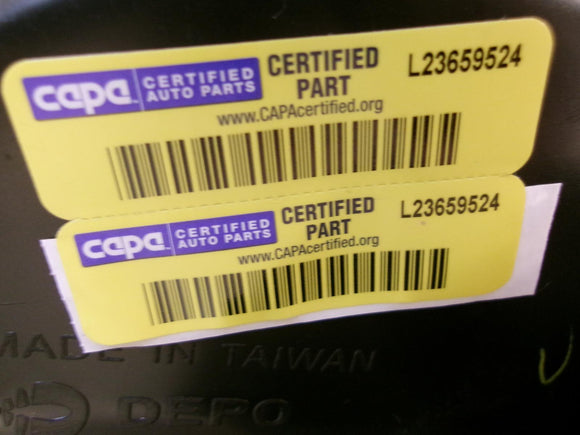 capa CERTIFIED AUTO PARTS CERTIFIED PART L23659524
www.CAPAcertified.org
capa CERTIFIED AUTO PARTS CERTIFIED PART L23659524
www.CAPAcertified.org
MADE IN TAIWAN
DEPO